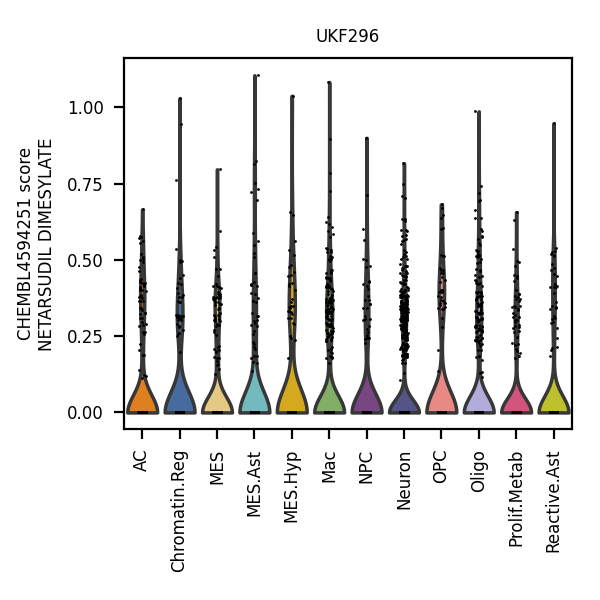 UKF296
CHEMBL4594251 score
NETARSUDIL DIMESYLATE
1.00
0.75
0.50
0.25
0.00
AC
Chromatin.Reg
MES
MES.Ast
MES.Hyp
Mac
NPC
Neuron
OPC
Oligo
Prolif.Metab
Reactive.Ast